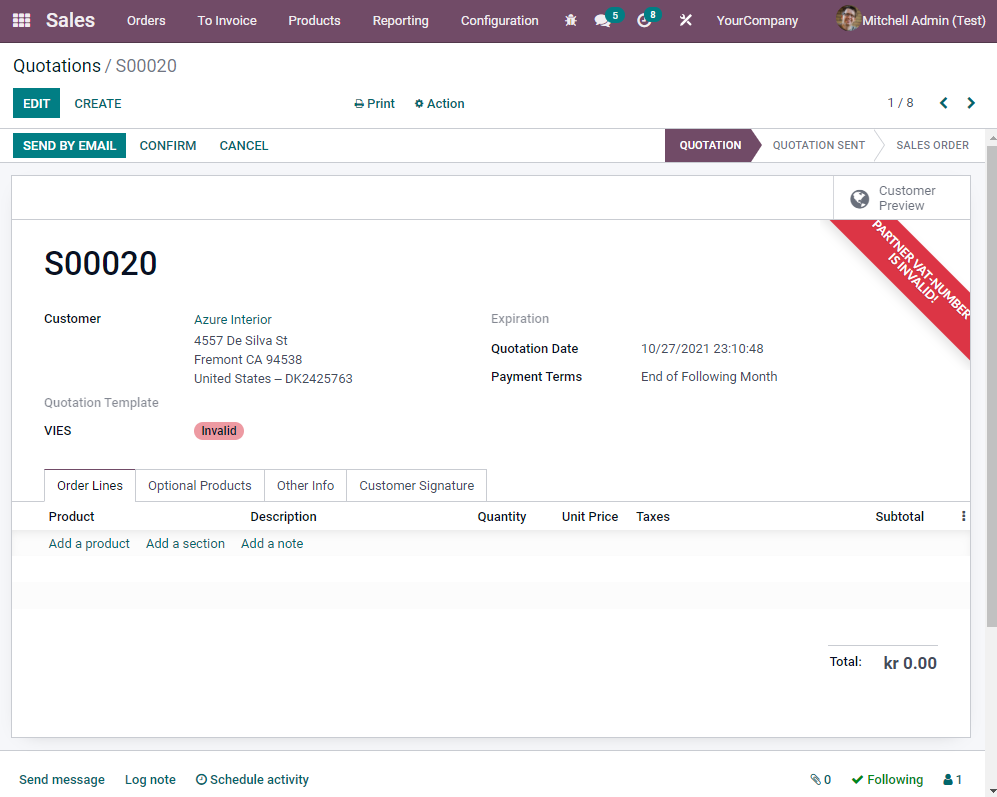 Sales Orders To Invoice Products Reporting Configuration 5 8 YourCompany Mitchell Admin (Test)
Quotations / S00020
EDIT CREATE Print Action 1 / 8
SEND BY EMAIL CONFIRM CANCEL QUOTATION QUOTATION SENT SALES ORDER
Customer
Preview
PARTNER VAT-NUMBER
IS INVALID!
S00020
Customer Azure Interior
4557 De Silva St
Fremont CA 94538
United States – DK2425763
Quotation Template
VIES Invalid
Expiration
Quotation Date 10/27/2021 23:10:48
Payment Terms End of Following Month
Order Lines Optional Products Other Info Customer Signature
Product Description Quantity Unit Price Taxes Subtotal
Add a product Add a section Add a note
Total: kr 0.00
Send message Log note Schedule activity 0 Following 1